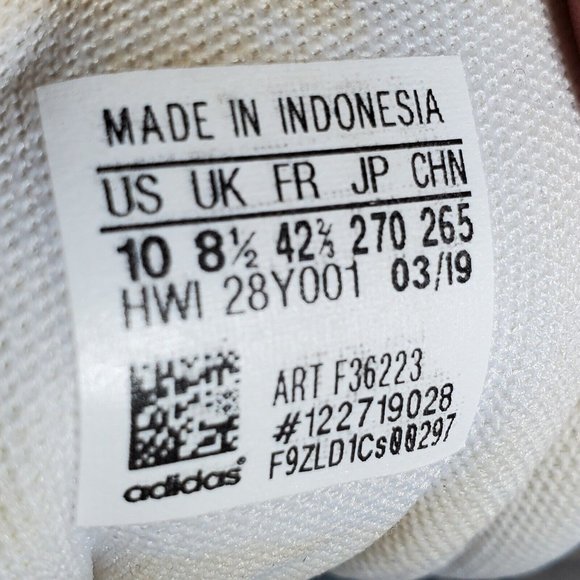 MADE IN INDONESIA
US UK FR JP CHN
10 8½ 42⅔ 270 265
HWI 28Y001 03/19
ART F36223
#122719028
F9ZLD1Cs00297
adidas